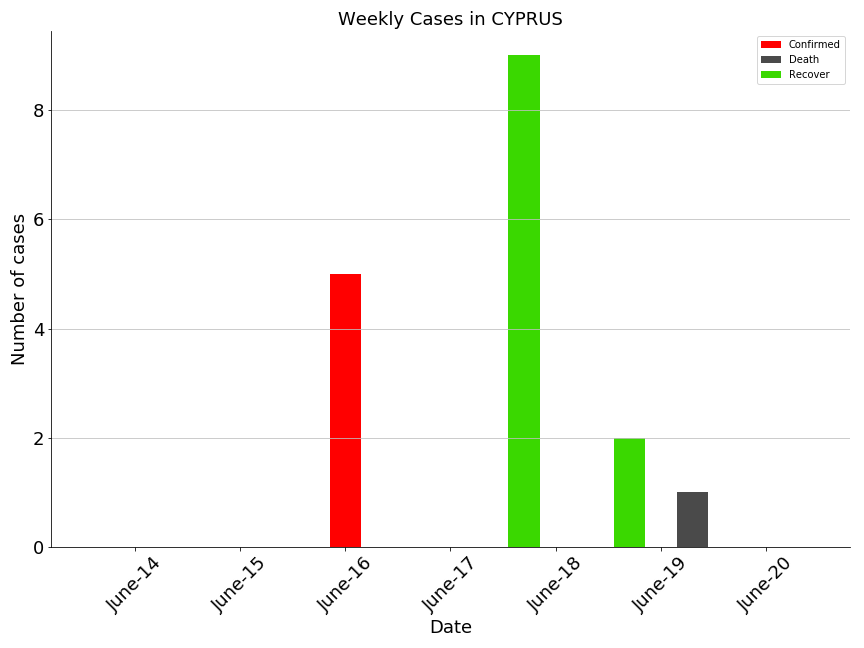 Weekly Cases in CYPRUS
Confirmed
Death
Recover
Number of cases
8
6
4
2
0
June-14
June-15
June-16
June-17
June-18
June-19
June-20
Date